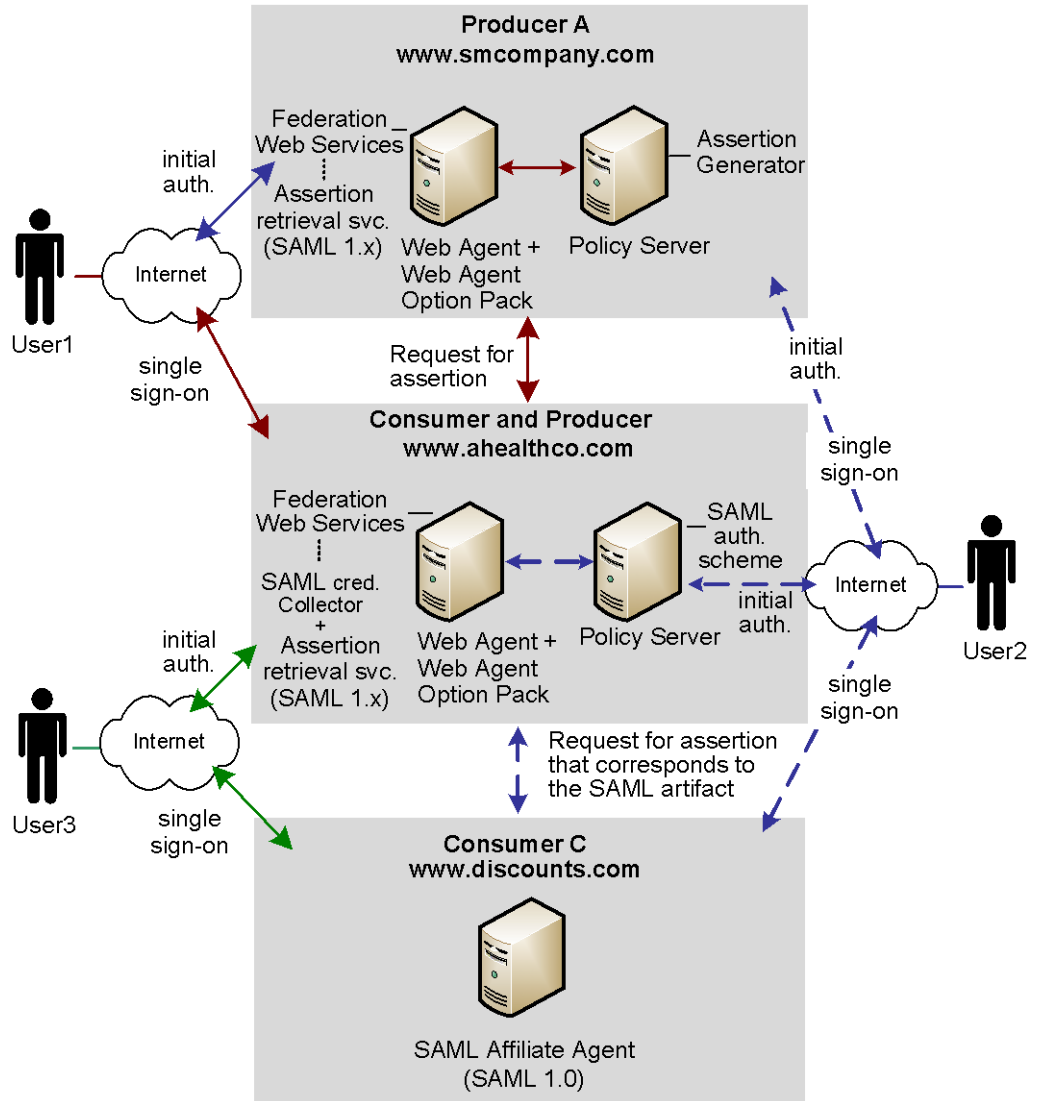 Producer A
www.smcompany.com
Federation
Web Services
Assertion
retrieval svc.
(SAML 1.x)
Web Agent +
Web Agent
Option Pack
Policy Server
Assertion
Generator
initial
auth.
Internet
User1
single
sign-on
Request for
assertion
initial
auth.
single
sign-on
Consumer and Producer
www.ahealthco.com
Federation
Web Services
SAML cred.
Collector
+
Assertion
retrieval svc.
(SAML 1.x)
Web Agent +
Web Agent
Option Pack
Policy Server
SAML
auth.
scheme
initial
auth.
Internet
User2
single
sign-on
initial
auth.
Internet
User3
single
sign-on
Request for assertion
that corresponds to
the SAML artifact
Consumer C
www.discounts.com
SAML Affiliate Agent
(SAML 1.0)